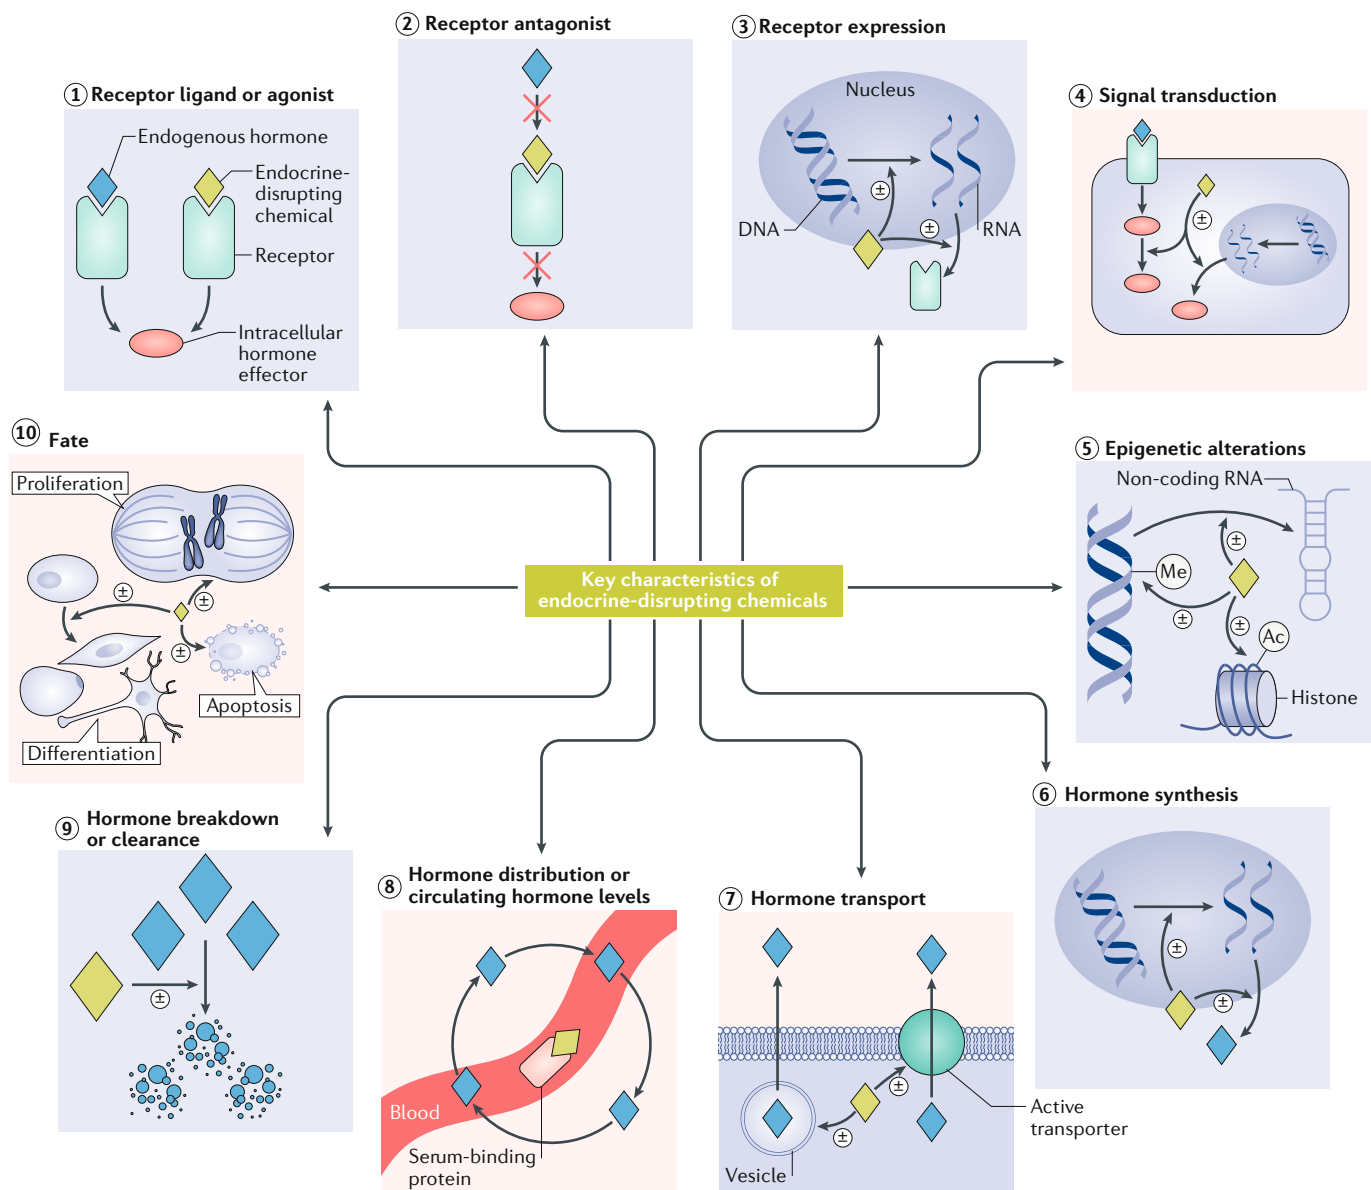 ① Receptor ligand or agonist
Endogenous hormone
Endocrine-
disrupting
chemical
Receptor
Intracellular
hormone
effector
② Receptor antagonist
③ Receptor expression
Nucleus
±
±
DNA
RNA
④ Signal transduction
±
⑤ Epigenetic alterations
Non-coding RNA
±
Me
±
±
Ac
Histone
Key characteristics of
endocrine-disrupting chemicals
⑥ Hormone synthesis
±
±
⑦ Hormone transport
±
±
Vesicle
Active
transporter
⑧ Hormone distribution or
circulating hormone levels
Blood
Serum-binding
protein
⑨ Hormone breakdown
or clearance
±
⑩ Fate
Proliferation
±
±
±
Apoptosis
Differentiation